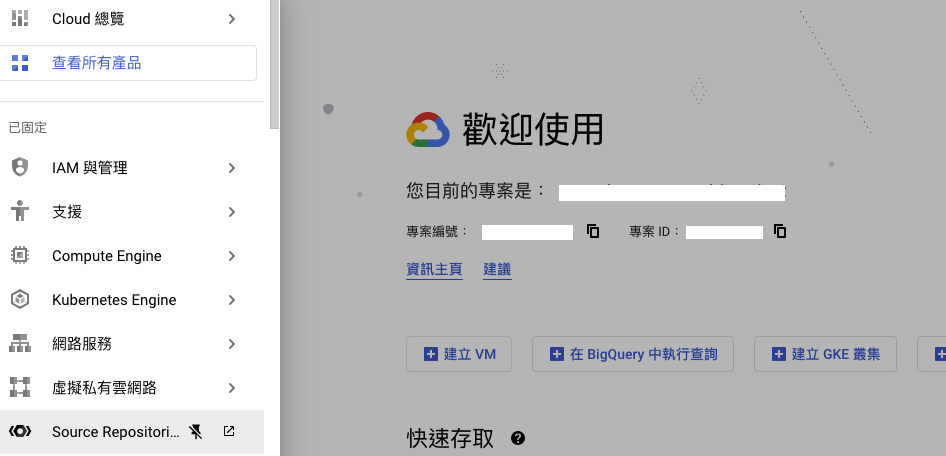 Cloud 總覽
查看所有產品
已固定
IAM 與管理
支援
Compute Engine
Kubernetes Engine
網路服務
虛擬私有雲網路
Source Repositori...
歡迎使用
您目前的專案是：
專案編號：
專案 ID：
資訊主頁 建議
建立 VM
在 BigQuery 中執行查詢
建立 GKE 叢集
快速存取